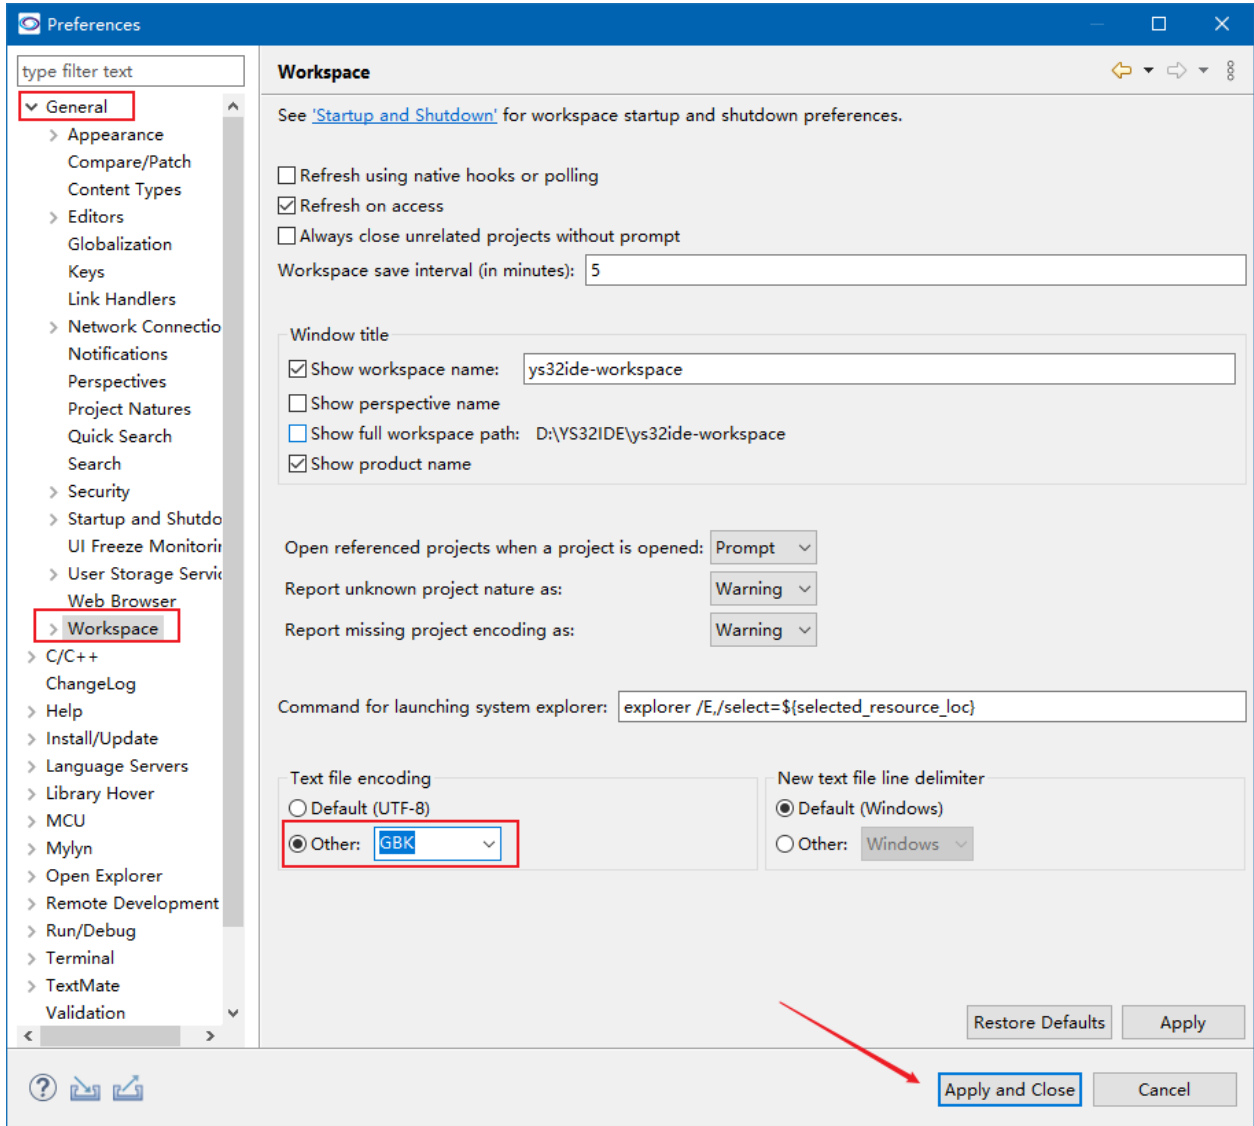 Preferences
type filter text
General
Appearance
Compare/Patch
Content Types
Editors
Globalization
Keys
Link Handlers
Network Connectio
Notifications
Perspectives
Project Natures
Quick Search
Search
Security
Startup and Shutdo
UI Freeze Monitorin
User Storage Servic
Web Browser
Workspace
C/C++
ChangeLog
Help
Install/Update
Language Servers
Library Hover
MCU
Mylyn
Open Explorer
Remote Development
Run/Debug
Terminal
TextMate
Validation
Workspace
See 'Startup and Shutdown' for workspace startup and shutdown preferences.
Refresh using native hooks or polling
Refresh on access
Always close unrelated projects without prompt
Workspace save interval (in minutes): 5
Window title
Show workspace name: ys32ide-workspace
Show perspective name
Show full workspace path: D:\YS32IDE\ys32ide-workspace
Show product name
Open referenced projects when a project is opened: Prompt
Report unknown project nature as: Warning
Report missing project encoding as: Warning
Command for launching system explorer: explorer /E,/select=${selected_resource_loc}
Text file encoding
Default (UTF-8)
Other: GBK
New text file line delimiter
Default (Windows)
Other: Windows
Restore Defaults Apply
Apply and Close Cancel